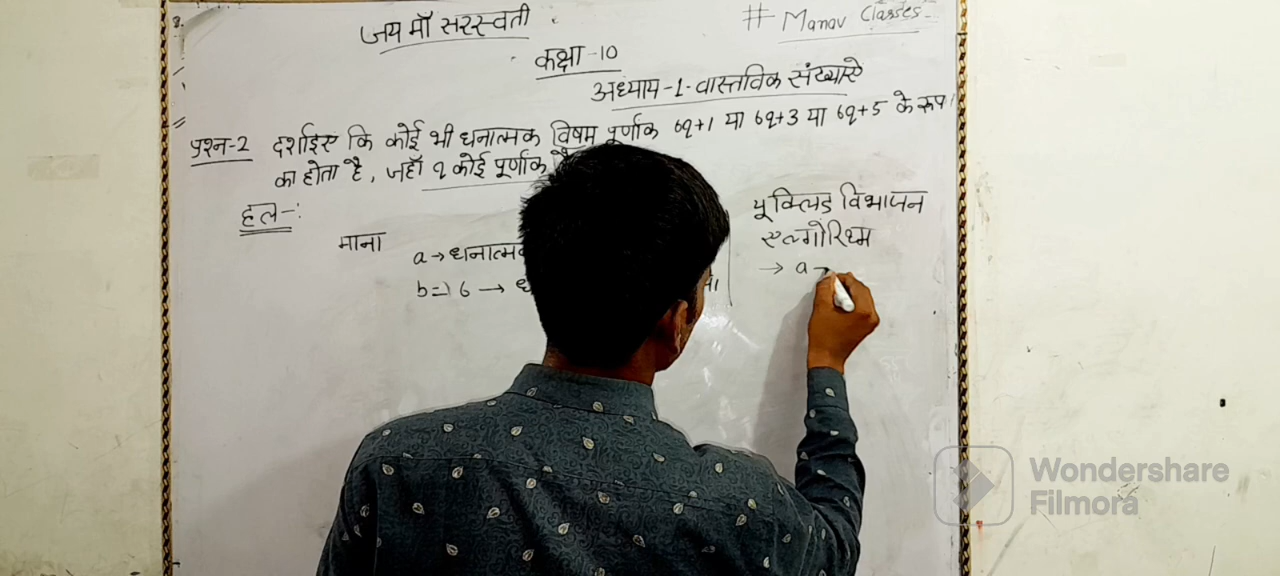 जय माँ सरस्वती
# Manav Classes
कक्षा-10
अध्याय-1-वास्तविक संख्याऐ
प्रश्न-2 दर्शाइए कि कोई भी धनात्मक विषम पूर्णांक 6q+1 या 6q+3 या 6q+5 के रूप
का होता है, जहाँ q कोई पूर्णांक
हल-:
माना
a→धनात्मक
b=) 6 →
यूक्लिड विभाजन
एल्गोरिथ्म
→ a
Wondershare
Filmora